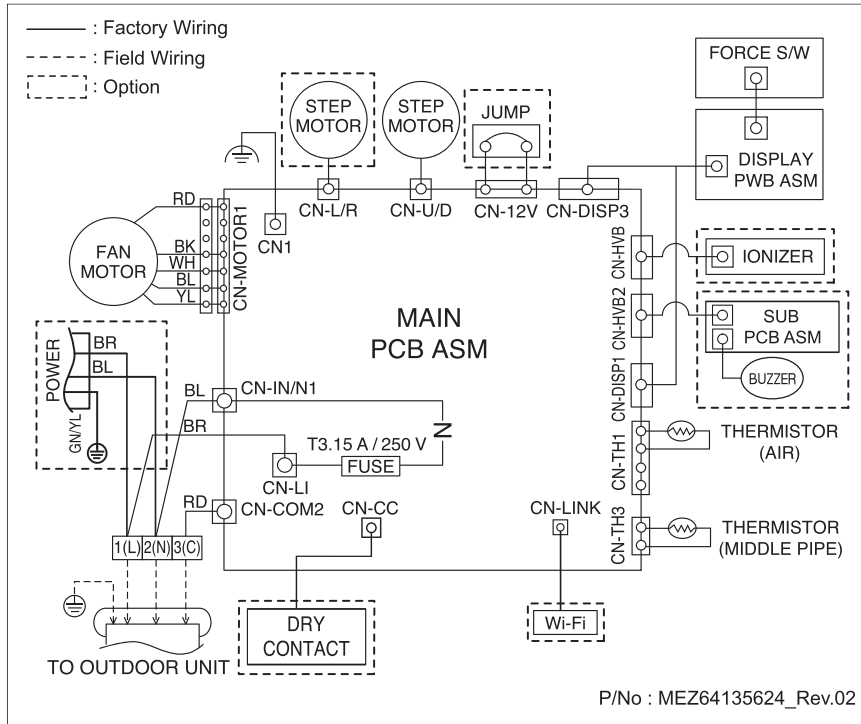 : Factory Wiring
: Field Wiring
: Option
FORCE S/W
DISPLAY
PWB ASM
STEP
MOTOR
STEP
MOTOR
JUMP
CN-L/R
CN-U/D
CN-12V
CN-DISP3
CN1
RD
BK
WH
BL
YL
FAN
MOTOR
CN-MOTOR1
CN-HVB
IONIZER
CN-HVB2
SUB
PCB ASM
BUZZER
MAIN
PCB ASM
CN-DISP1
POWER
BR
BL
GN/YL
BL
CN-IN/N1
BR
T3.15 A / 250 V
FUSE
N
CN-LI
CN-TH1
THERMISTOR
(AIR)
RD
CN-COM2
CN-CC
CN-LINK
CN-TH3
THERMISTOR
(MIDDLE PIPE)
1(L)
2(N)
3(C)
DRY
CONTACT
Wi-Fi
TO OUTDOOR UNIT
P/No : MEZ64135624_Rev.02